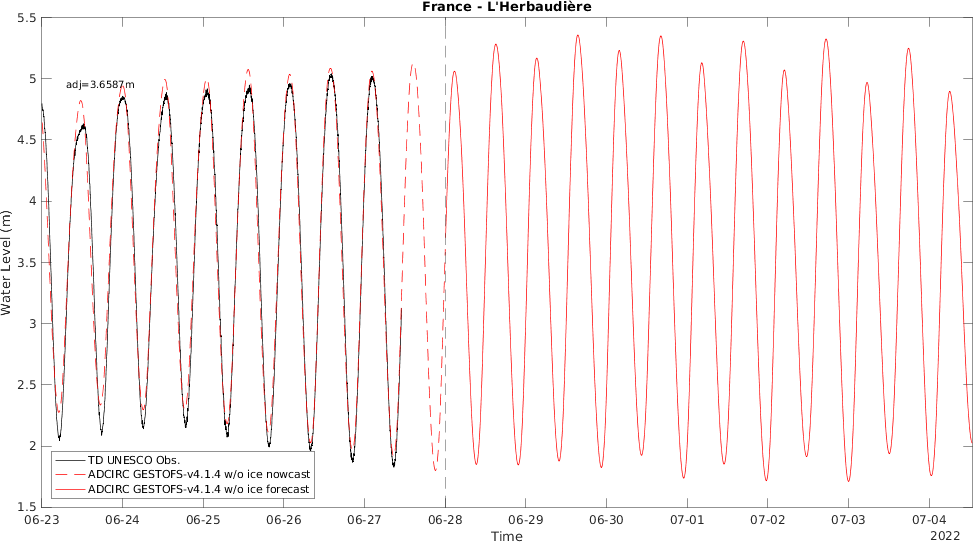 France - L'Herbaudière
5.5
5
4.5
4
3.5
3
2.5
2
1.5
Water Level (m)
adj=3.6587m
TD UNESCO Obs.
ADCIRC GESTOFS-v4.1.4 w/o ice nowcast
ADCIRC GESTOFS-v4.1.4 w/o ice forecast
06-23 06-24 06-25 06-26 06-27 06-28 06-29 06-30 07-01 07-02 07-03 07-04
Time
2022